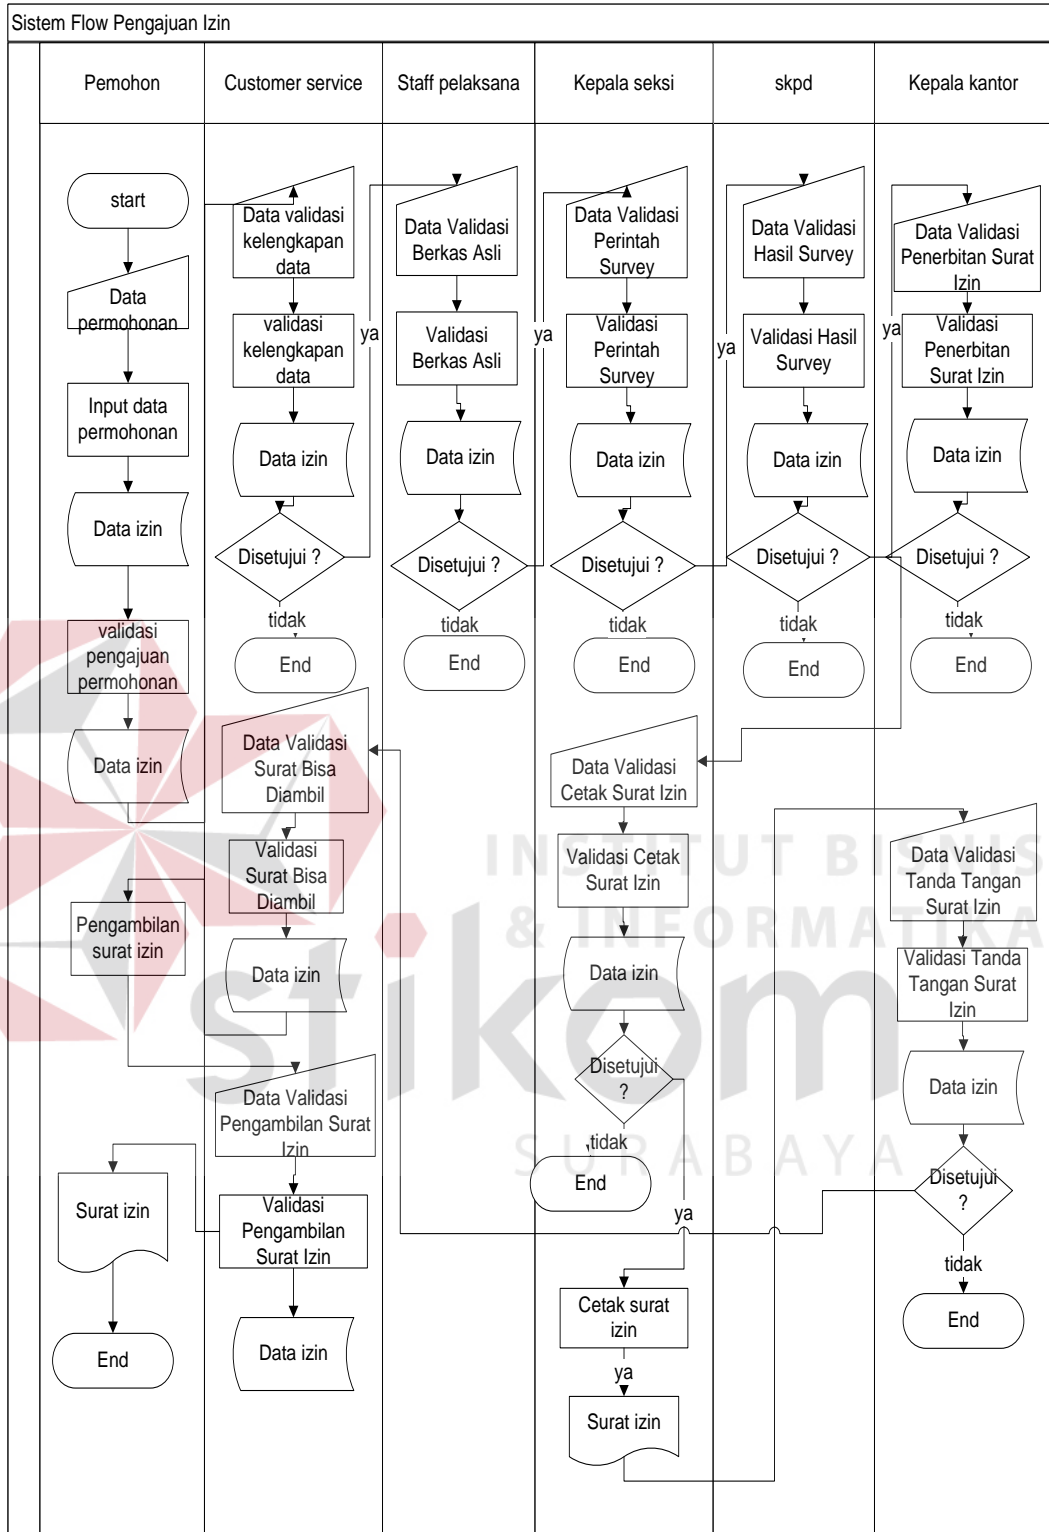 Sistem Flow Pengajuan Izin
Pemohon
Customer service
Staff pelaksana
Kepala seksi
skpd
Kepala kantor
start
Data
permohonan
Input data
permohonan
Data izin
validasi
pengajuan
permohonan
Data izin
Pengambilan
surat izin
Surat izin
End
Data validasi
kelengkapan
data
validasi
kelengkapan
data
Data izin
Disetujui ?
ya
tidak
End
Data Validasi
Surat Bisa
Diambil
Validasi
Surat Bisa
Diambil
Data izin
Data Validasi
Pengambilan Surat
Izin
Validasi
Pengambilan
Surat Izin
Data izin
Data Validasi
Berkas Asli
Validasi
Berkas Asli
Data izin
Disetujui ?
ya
tidak
End
Data Validasi
Perintah
Survey
Validasi
Perintah
Survey
Data izin
Disetujui ?
ya
tidak
End
Data Validasi
Cetak Surat Izin
Validasi Cetak
Surat Izin
Data izin
Disetujui
?
tidak
End
ya
Cetak surat
izin
ya
Surat izin
Data Validasi
Hasil Survey
Validasi Hasil
Survey
Data izin
Disetujui ?
ya
tidak
End
Data Validasi
Penerbitan Surat
Izin
Validasi
Penerbitan
Surat Izin
Data izin
Disetujui ?
tidak
End
Data Validasi
Tanda Tangan
Surat Izin
Validasi Tanda
Tangan Surat
Izin
Data izin
Disetujui
?
tidak
End
INSTITUT BISNIS
& INFORMATIKA
stikom
SURABAYA